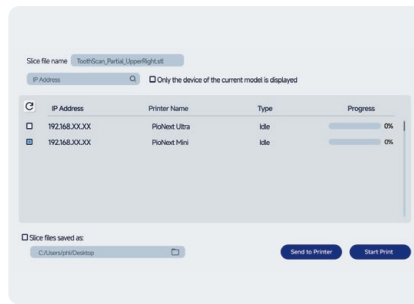 Slice file name ToothScan_Partial_UpperRight.stl
IP Address Only the device of the current model is displayed
IP Address Printer Name Type Progress
192.168.XX.XX PioNext Ultra Idle 0%
192.168.XX.XX PioNext Mini Idle 0%
Slice files saved as:
C:/Users/phi/Desktop
Send to Printer Start Print